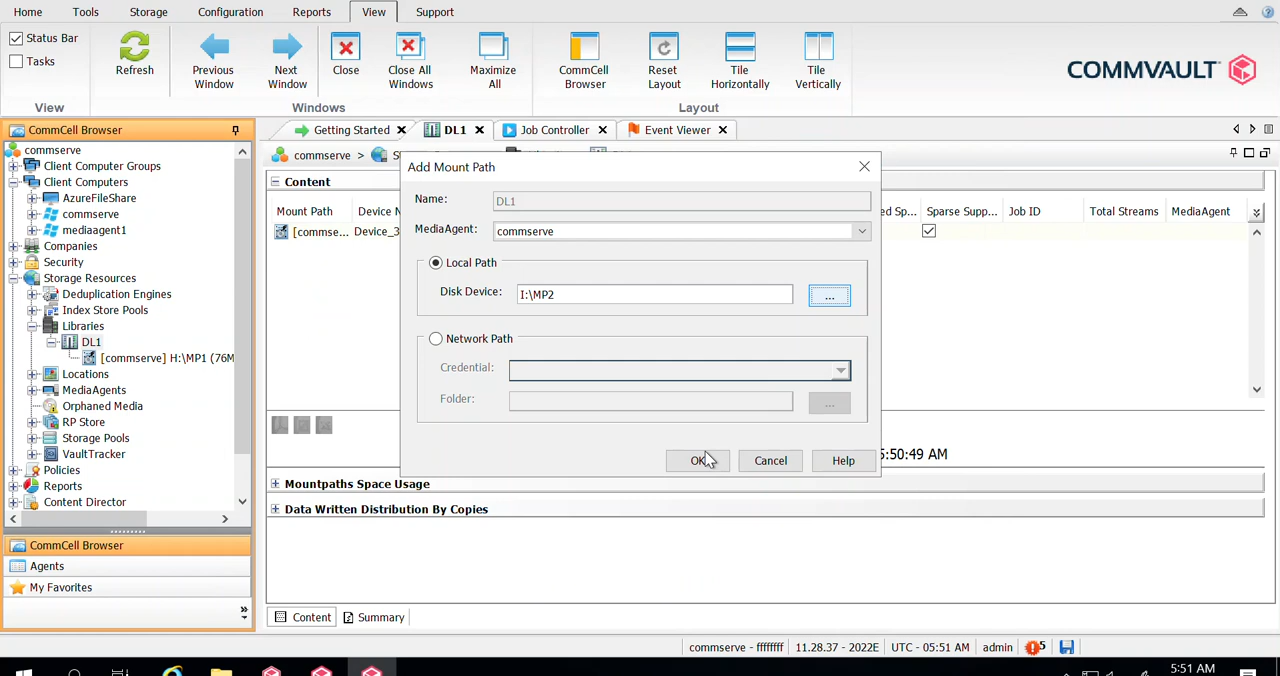 Home Tools Storage Configuration Reports View Support
Status Bar
Tasks
Refresh
Previous Window
Next Window
Close
Close All Windows
Maximize All
CommCell Browser
Reset Layout
Tile Horizontally
Tile Vertically
COMMVAULT
View Windows Layout
CommCell Browser
Getting Started DL1 Job Controller Event Viewer
commserve
Client Computer Groups
Client Computers
AzureFileShare
commserve
mediaagent1
Companies
Security
Storage Resources
Deduplication Engines
Index Store Pools
Libraries
DL1
[commserve] H:\MP1 (76M
Locations
MediaAgents
Orphaned Media
RP Store
Storage Pools
VaultTracker
Policies
Reports
Content Director
CommCell Browser
Agents
My Favorites
commserve >
Content
Mount Path Device N
Sparse Supp... Job ID Total Streams MediaAgent
[commse... Device_3
Add Mount Path
Name: DL1
MediaAgent: commserve
Local Path
Disk Device: I:\MP2 ...
Network Path
Credential:
Folder: ...
OK Cancel Help
5:50:49 AM
Mountpaths Space Usage
Data Written Distribution By Copies
Content Summary
commserve - ffffffff 11.28.37 - 2022E UTC - 05:51 AM admin 5
5:51 AM